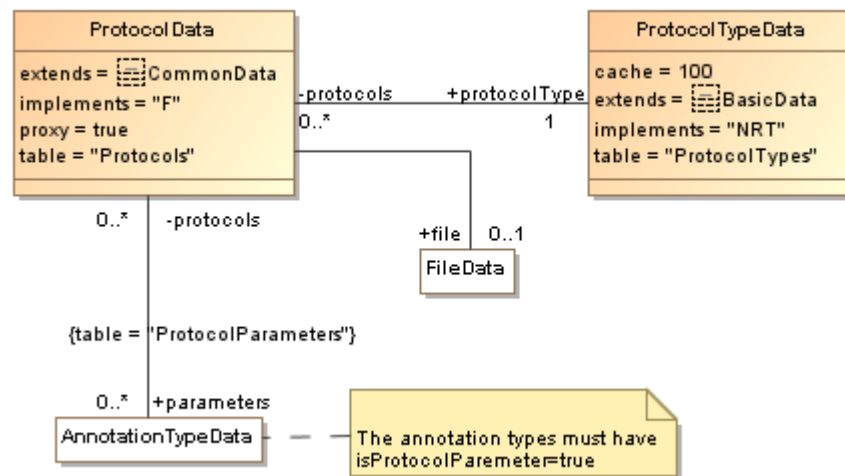 ProtocolData
extends = CommonData
implements = "F"
proxy = true
table = "Protocols"
ProtocolTypeData
cache = 100
extends = BasicData
implements = "NRT"
table = "ProtocolTypes"
-protocols +protocolType
0..* 1
0..* -protocols
+file 0..1
FileData
{table = "ProtocolParameters"}
0..* +parameters
AnnotationTypeData
The annotation types must have
isProtocolParemeter=true